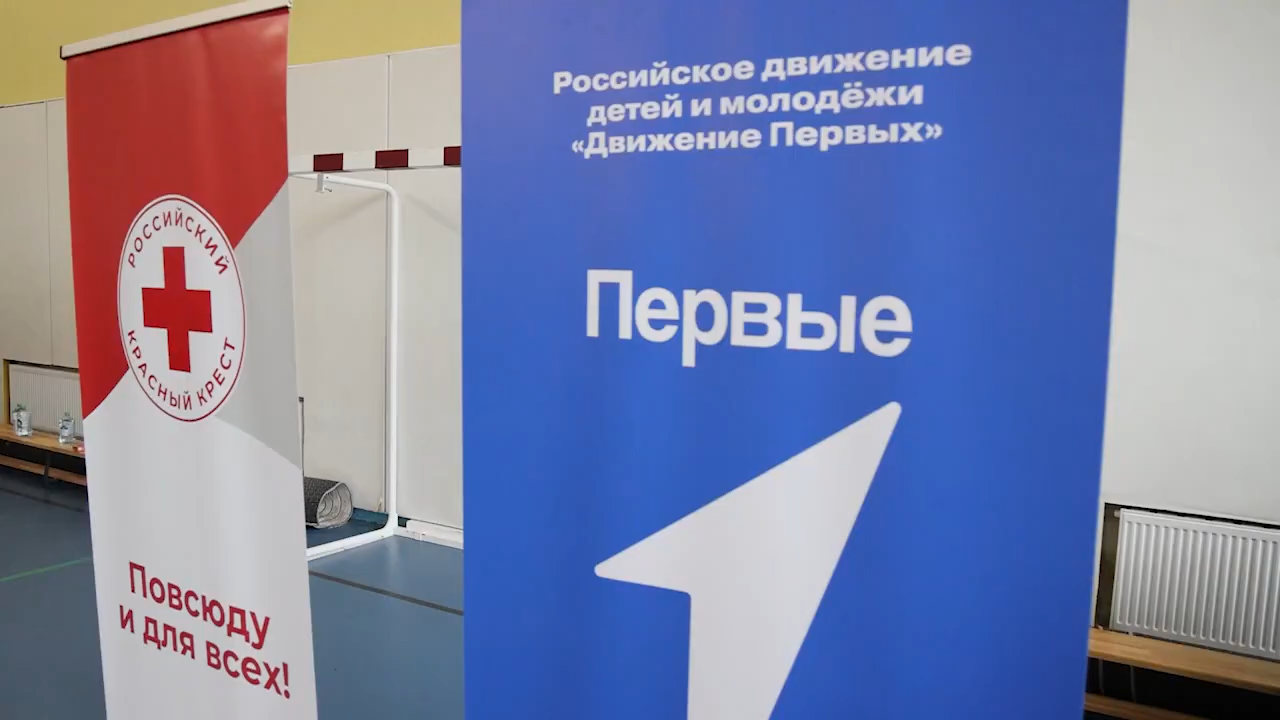 РОССИЙСКИЙ
КРАСНЫЙ КРЕСТ
Повсюду
и для всех!
Российское движение
детей и молодёжи
«Движение Первых»
Первые